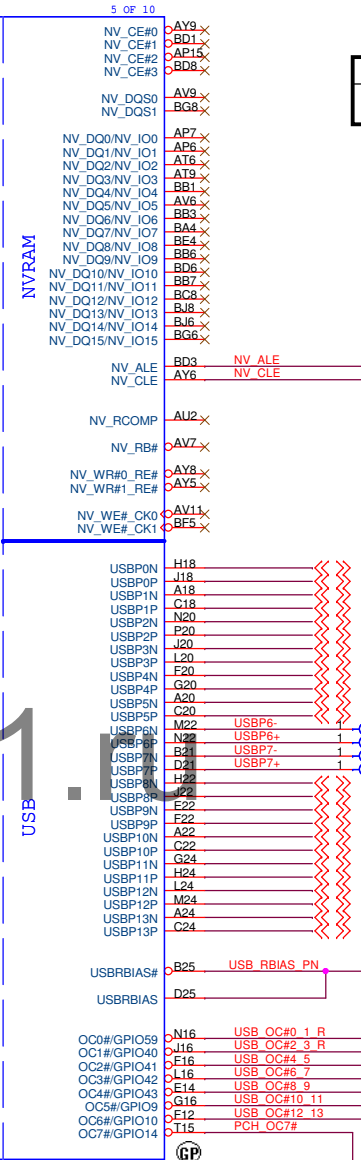 5 OF 10
NV_CE#0 AY9
NV_CE#1 BD1
NV_CE#2 AP15
NV_CE#3 BD8
NV_DQS0 AV9
NV_DQS1 BG8
NV_DQ0/NV_IO0 AP7
NV_DQ1/NV_IO1 AP6
NV_DQ2/NV_IO2 AT6
NV_DQ3/NV_IO3 AT9
NV_DQ4/NV_IO4 BB1
NV_DQ5/NV_IO5 AV6
NV_DQ6/NV_IO6 BB3
NV_DQ7/NV_IO7 BA4
NV_DQ8/NV_IO8 BE4
NV_DQ9/NV_IO9 BB6
NV_DQ10/NV_IO10 BD6
NV_DQ11/NV_IO11 BB7
NV_DQ12/NV_IO12 BC8
NV_DQ13/NV_IO13 BJ8
NV_DQ14/NV_IO14 BJ6
NV_DQ15/NV_IO15 BG6
NVRAM
NV_ALE BD3 NV_ALE
NV_CLE AY6 NV_CLE
NV_RCOMP AU2
NV_RB# AV7
NV_WR#0_RE# AY8
NV_WR#1_RE# AY5
NV_WE#_CK0 AV11
NV_WE#_CK1 BF5
USBP0N H18
USBP0P J18
USBP1N A18
USBP1P C18
USBP2N N20
USBP2P P20
USBP3N J20
USBP3P L20
USBP4N F20
USBP4P G20
USBP5N A20
USBP5P C20
USBP6N M22 USBP6- 1
USBP6P N22 USBP6+ 1
USBP7N B21 USBP7- 1
USBP7P D21 USBP7+ 1
USBP8N H22
USBP8P J22
USBP9N E22
USBP9P F22
USBP10N A22
USBP10P C22
USBP11N G24
USBP11P H24
USBP12N L24
USBP12P M24
USBP13N A24
USBP13P C24
USB
1.ru
USBRBIAS# B25 USB_RBIAS_PN
USBRBIAS D25
OC0#/GPIO59 N16 USB_OC#0_1_R
OC1#/GPIO40 J16 USB_OC#2_3_R
OC2#/GPIO41 F16 USB_OC#4_5
OC3#/GPIO42 L16 USB_OC#6_7
OC4#/GPIO43 E14 USB_OC#8_9
OC5#/GPIO9 G16 USB_OC#10_11
OC6#/GPIO10 F12 USB_OC#12_13
OC7#/GPIO14 T15 PCH_OC7#
GP